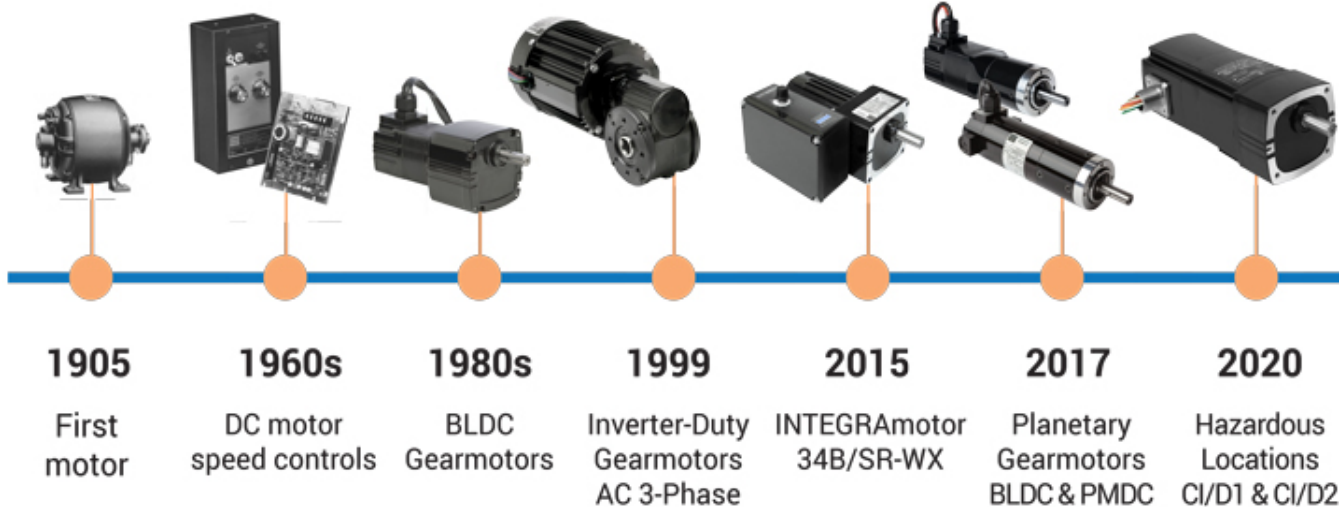 1905
First
motor
1960s
DC motor
speed controls
1980s
BLDC
Gearmotors
1999
Inverter-Duty
Gearmotors
AC 3-Phase
2015
INTEGRAmotor
34B/SR-WX
2017
Planetary
Gearmotors
BLDC & PMDC
2020
Hazardous
Locations
CI/D1 & CI/D2